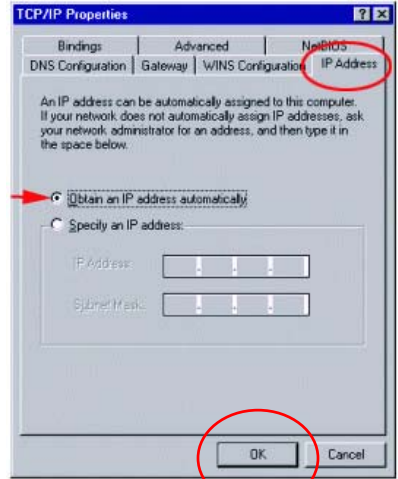 TCP/IP Properties
Bindings Advanced NetBIOS
DNS Configuration Gateway WINS Configuration IP Address
An IP address can be automatically assigned to this computer.
If your network does not automatically assign IP addresses, ask
your network administrator for an address, and then type it in
the space below.
Obtain an IP address automatically
Specify an IP address:
IP Address:
Subnet Mask:
OK Cancel